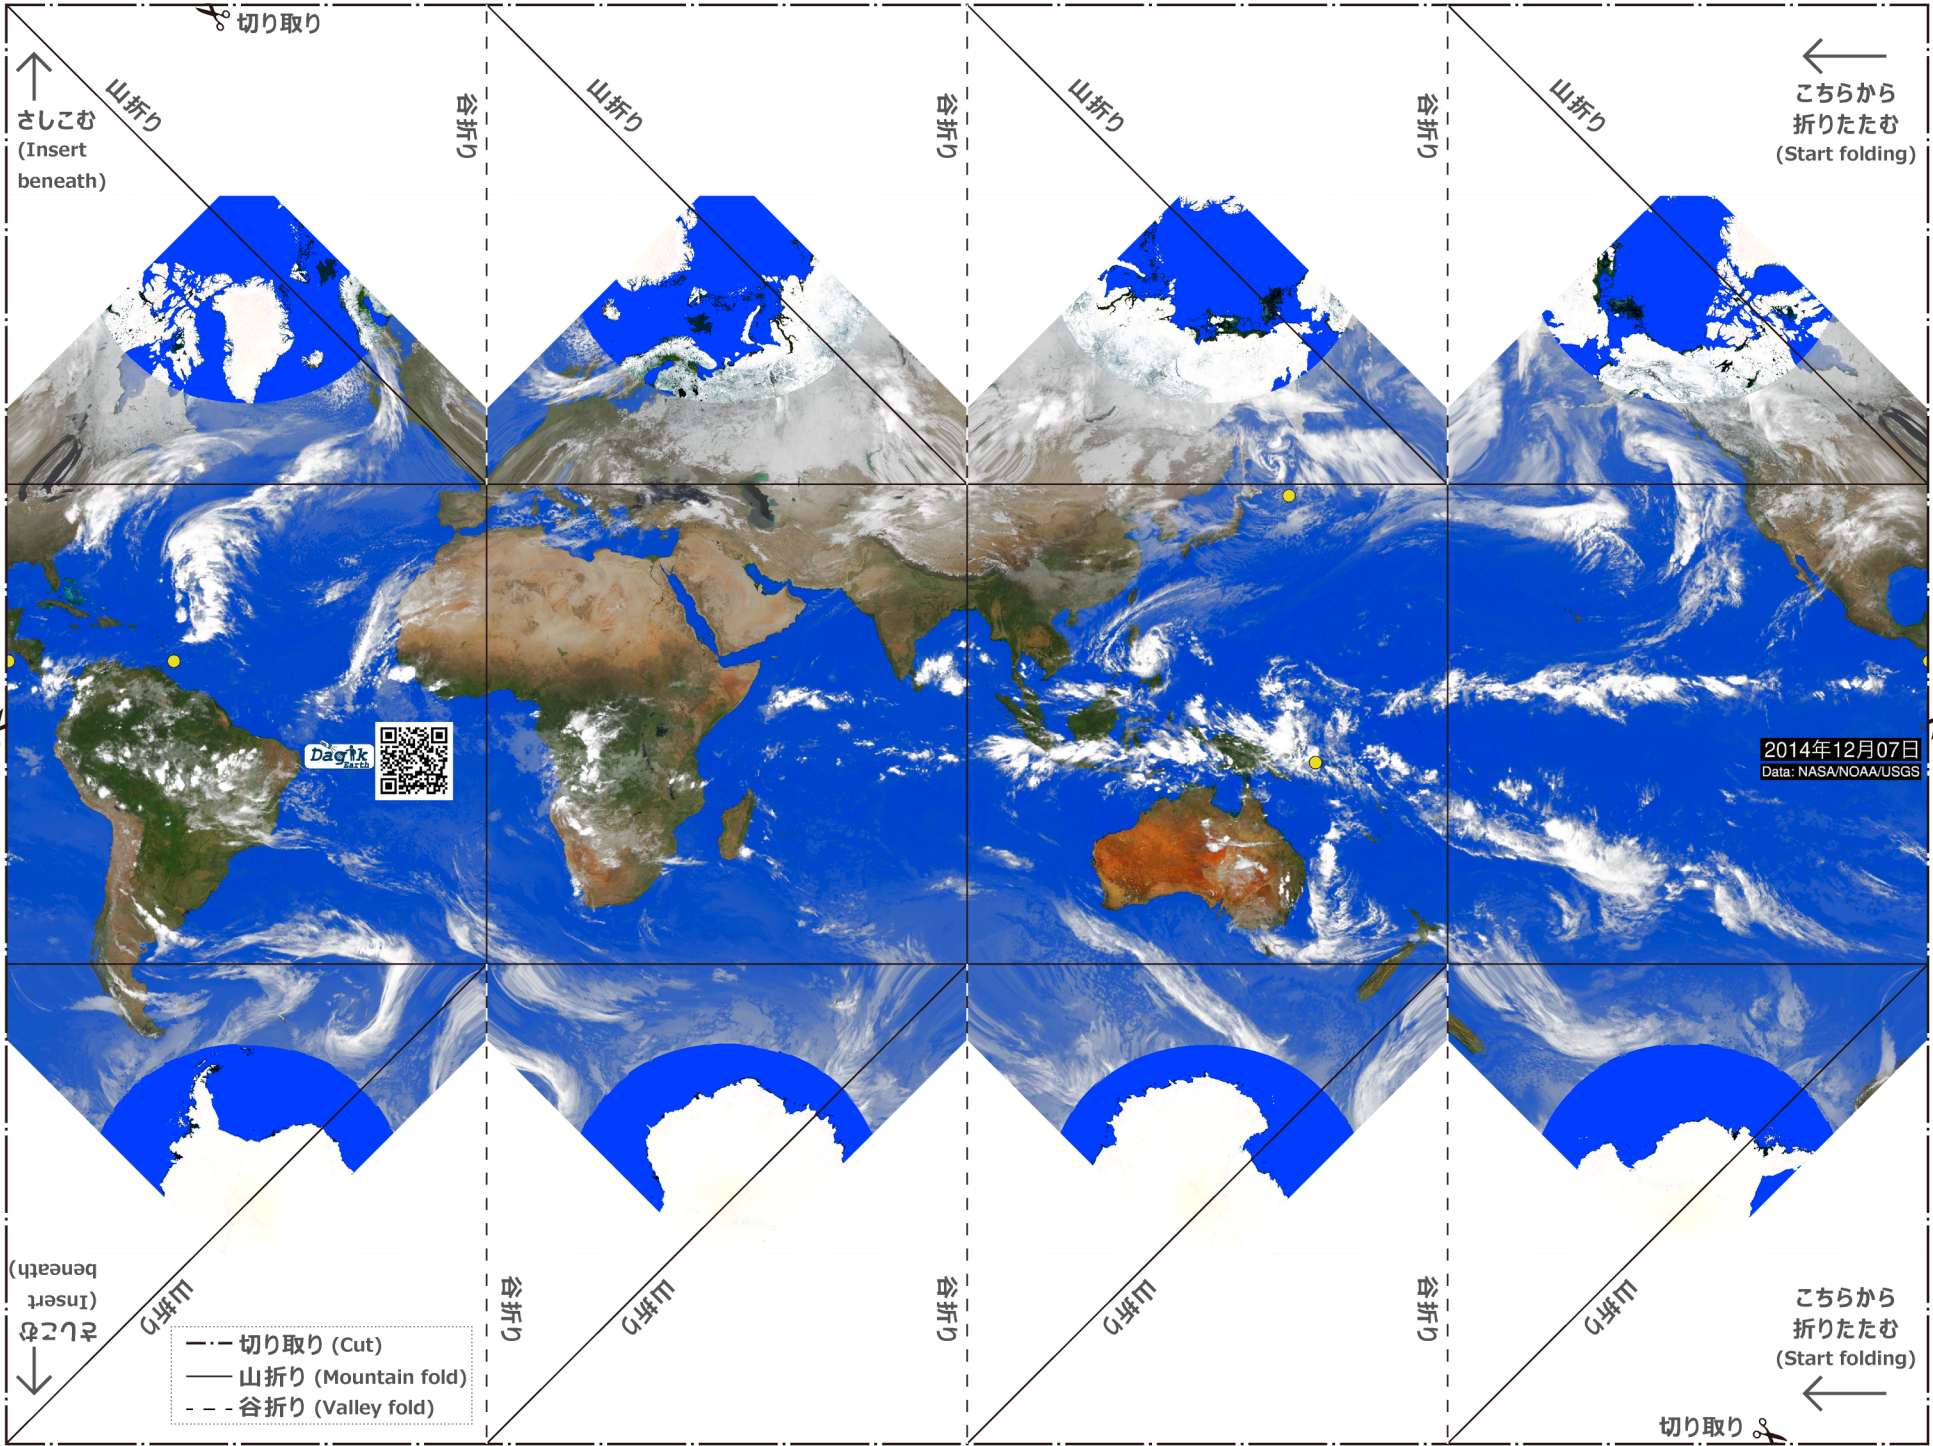 切り取り
山折り
谷折り
山折り
谷折り
山折り
谷折り
山折り
さしこむ
(Insert
beneath)
こちらから
折りたたむ
(Start folding)
Dagik
Earth
2014年12月07日
Data: NASA/NOAA/USGS
さしこむ
(Insert
beneath)
山折り
谷折り
山折り
谷折り
山折り
谷折り
山折り
切り取り (Cut)
山折り (Mountain fold)
谷折り (Valley fold)
こちらから
折りたたむ
(Start folding)
切り取り